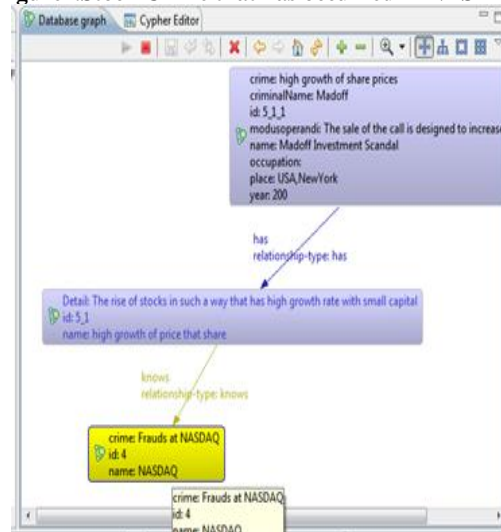 Database graph Cypher Editor
crime: high growth of share prices
criminalName: Madoff
id: 5_1_1
modusoperandi: The sale of the call is designed to increase
name: Madoff Investment Scandal
occupation:
place: USA,NewYork
year: 200
has
relationship-type: has
Detail: The rise of stocks in such a way that has high growth rate with small capital
id: 5_1
name: high growth of price that share
knows
relationship-type: knows
crime: Frauds at NASDAQ
id: 4
name: NASDAQ
crime: Frauds at NASDAQ
id: 4
name: NASDAQ